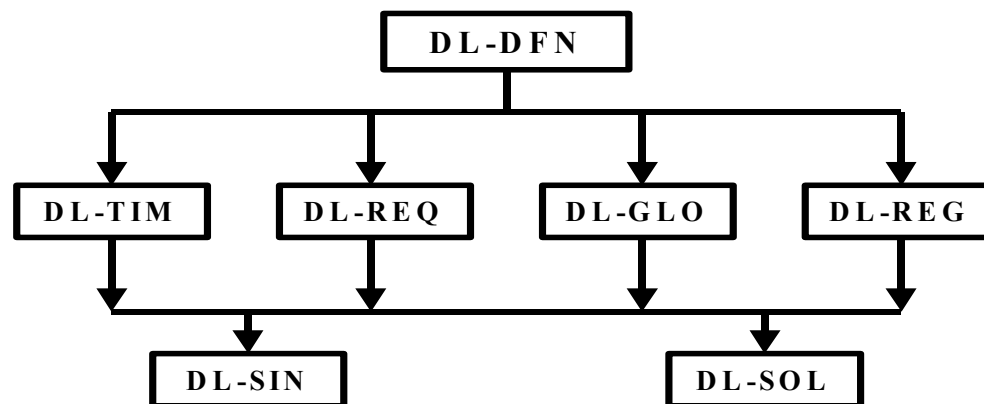 DL-DFN
DL-TIM
DL-REQ
DL-GLO
DL-REG
DL-SIN
DL-SOL